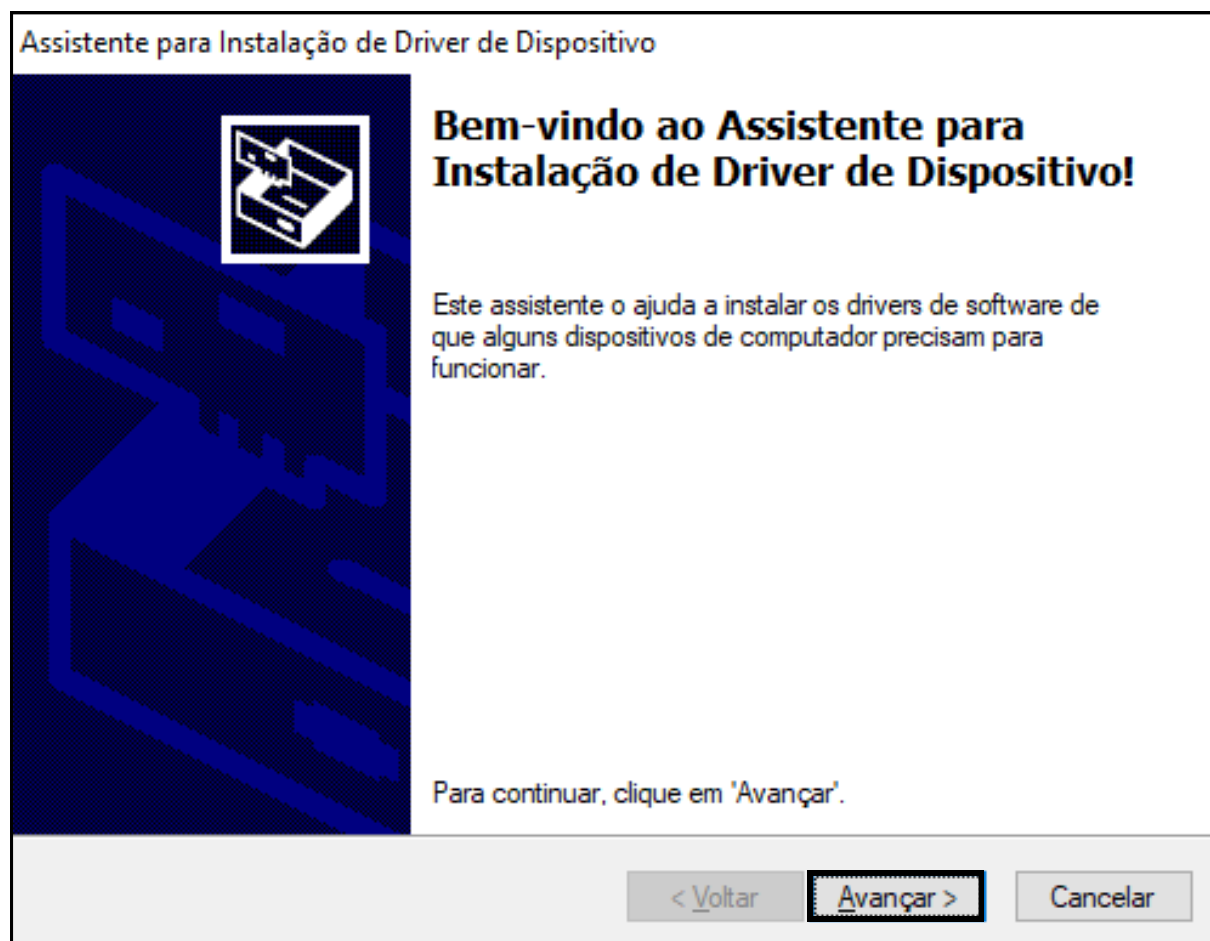 Assistente para Instalação de Driver de Dispositivo
Bem-vindo ao Assistente para
Instalação de Driver de Dispositivo!
Este assistente o ajuda a instalar os drivers de software de
que alguns dispositivos de computador precisam para
funcionar.
Para continuar, clique em 'Avançar'.
< Voltar Avançar > Cancelar